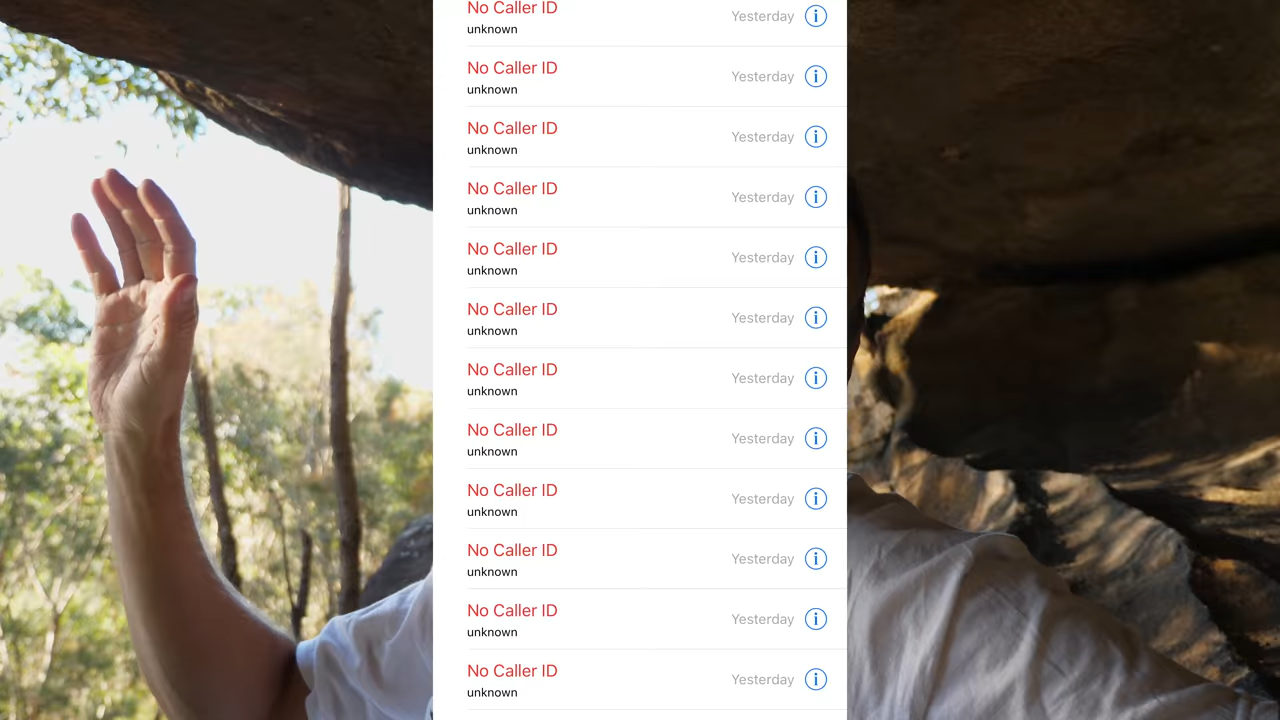 No Caller ID
unknown
Yesterday
No Caller ID
unknown
Yesterday
No Caller ID
unknown
Yesterday
No Caller ID
unknown
Yesterday
No Caller ID
unknown
Yesterday
No Caller ID
unknown
Yesterday
No Caller ID
unknown
Yesterday
No Caller ID
unknown
Yesterday
No Caller ID
unknown
Yesterday
No Caller ID
unknown
Yesterday
No Caller ID
unknown
Yesterday
No Caller ID
unknown
Yesterday